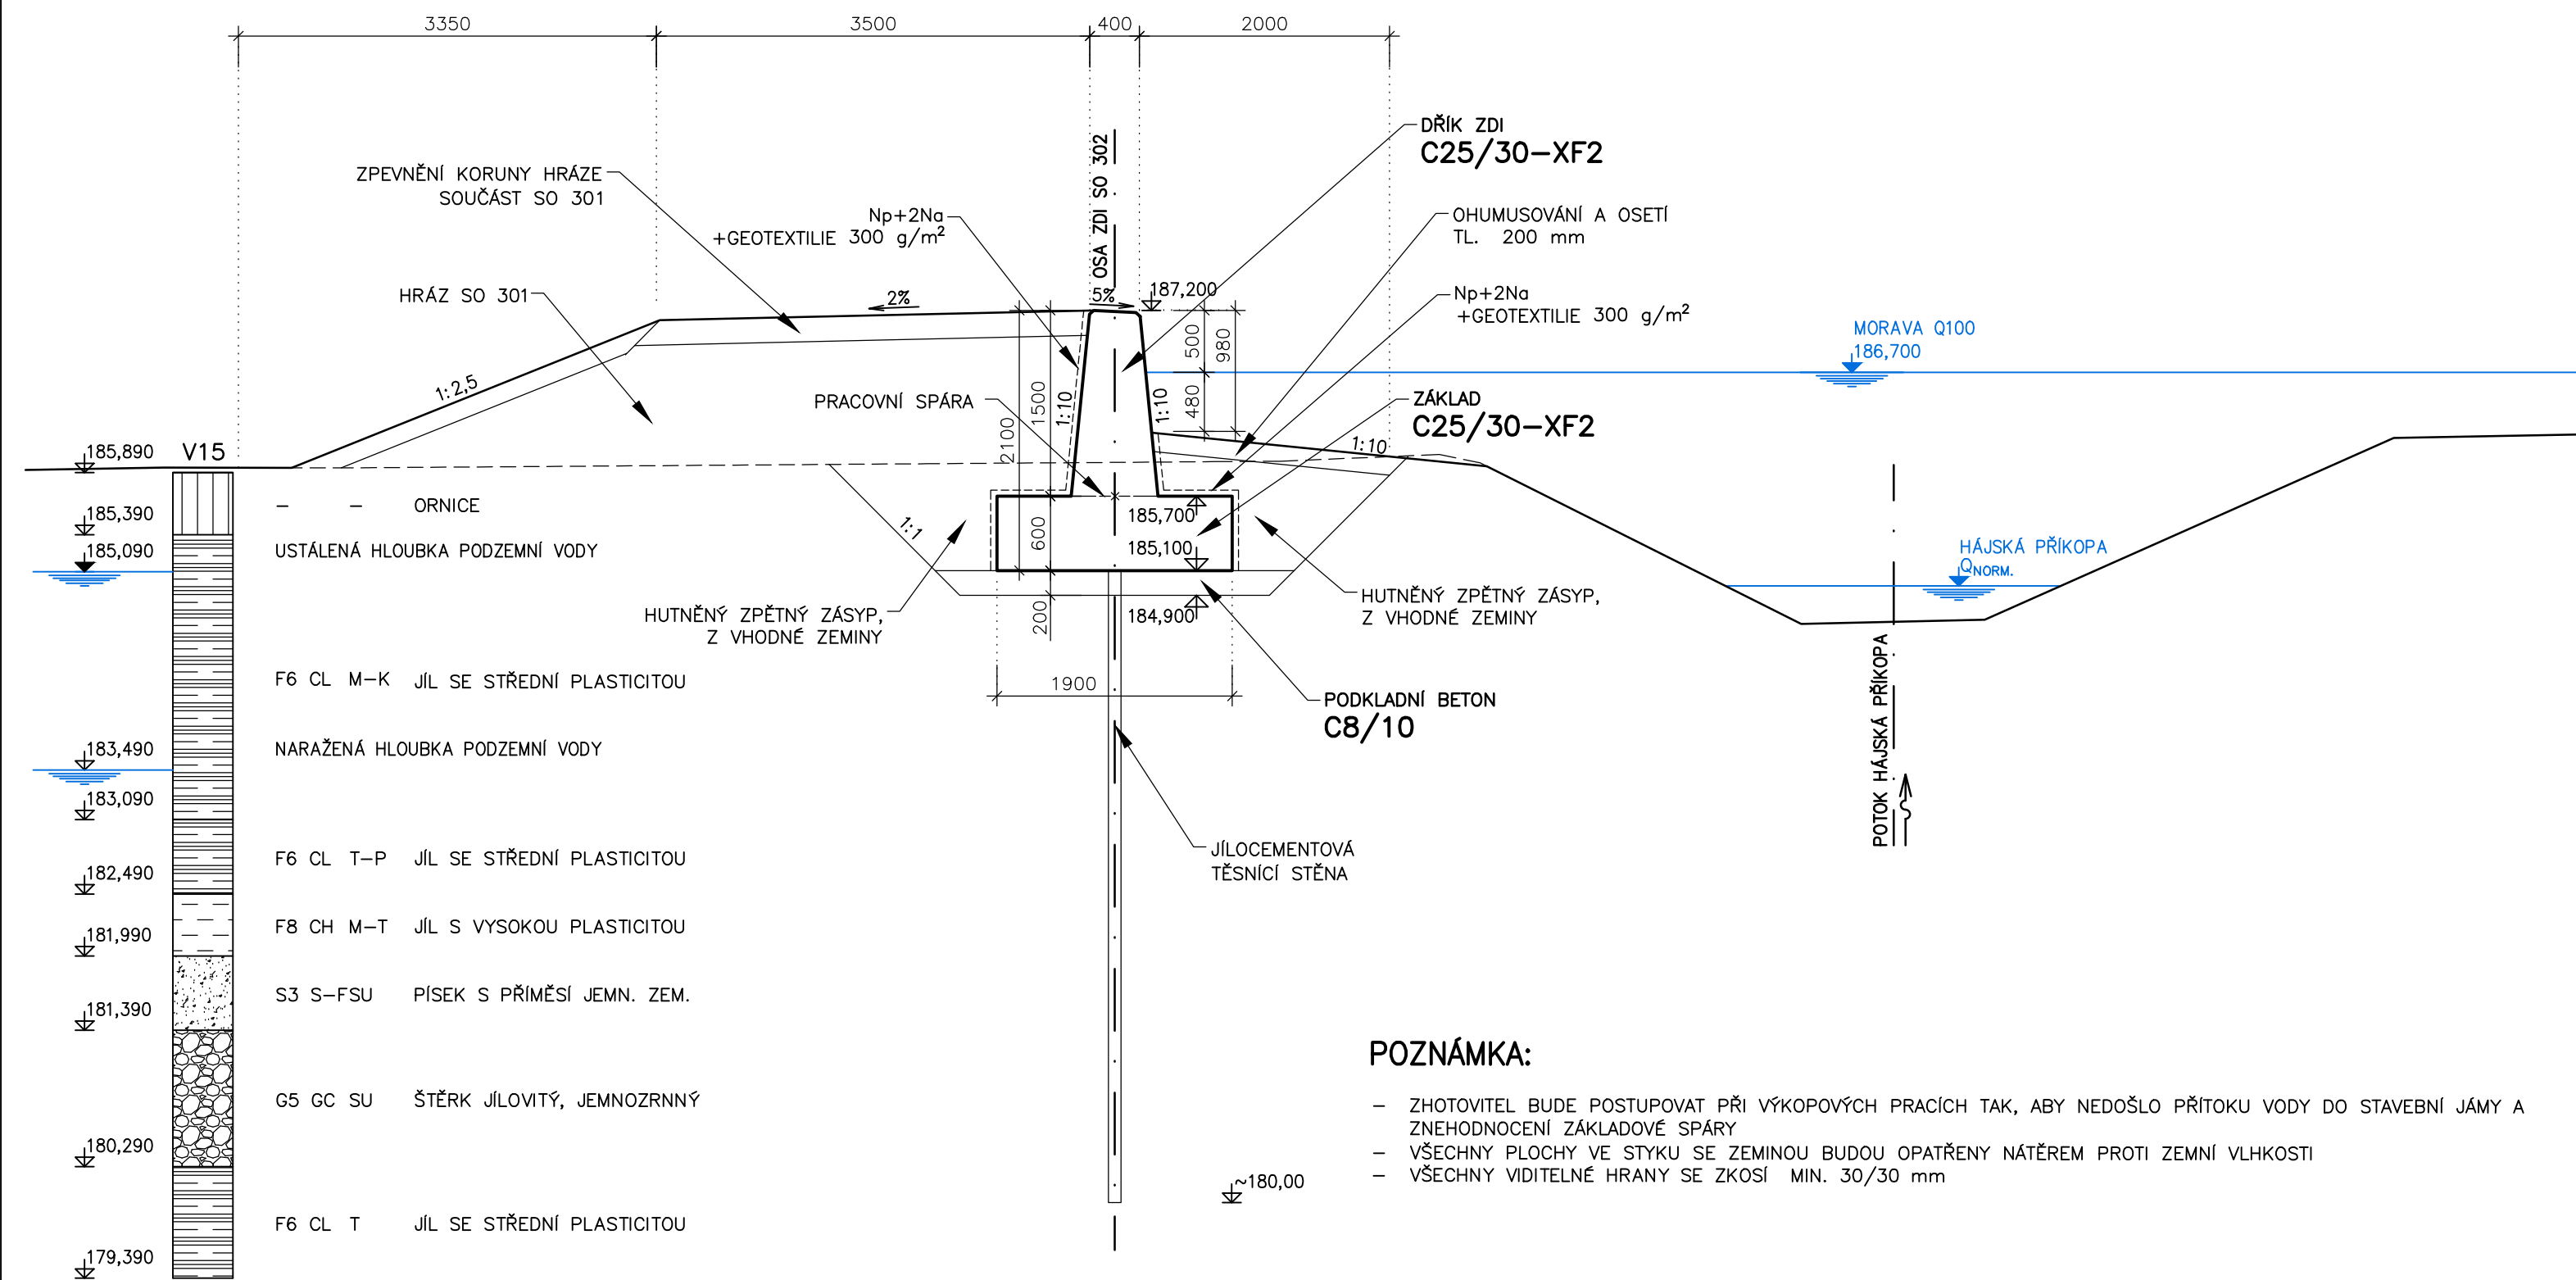 3350
3500
400
2000
OSA ZDI SO 302
DŘÍK ZDI
C25/30-XF2
ZPEVNĚNÍ KORUNY HRÁZE
SOUČÁST SO 301
Np+2Na
+GEOTEXTILIE 300 g/m²
OHUMUSOVÁNÍ A OSETÍ
TL. 200 mm
HRÁZ SO 301
2%
5%
187,200
Np+2Na
+GEOTEXTILIE 300 g/m²
MORAVA Q100
186,700
500
980
480
1:2,5
PRACOVNÍ SPÁRA
1500
2100
1:10
1:10
ZÁKLAD
C25/30-XF2
1:10
185,890
V15
- - ORNICE
185,390
185,090
USTÁLENÁ HLOUBKA PODZEMNÍ VODY
1:1
600
185,700
185,100
HÁJSKÁ PŘÍKOPA
QNORM.
HUTNĚNÝ ZPĚTNÝ ZÁSYP,
Z VHODNÉ ZEMINY
200
184,900
HUTNĚNÝ ZPĚTNÝ ZÁSYP,
Z VHODNÉ ZEMINY
F6 CL M-K JÍL SE STŘEDNÍ PLASTICITOU
1900
PODKLADNÍ BETON
C8/10
POTOK HÁJSKÁ PŘÍKOPA
183,490
NARAŽENÁ HLOUBKA PODZEMNÍ VODY
183,090
F6 CL T-P JÍL SE STŘEDNÍ PLASTICITOU
JÍLOCEMENTOVÁ
TĚSNÍCÍ STĚNA
182,490
F8 CH M-T JÍL S VYSOKOU PLASTICITOU
181,990
S3 S-FSU PÍSEK S PŘÍMĚSÍ JEMN. ZEM.
181,390
G5 GC SU ŠTĚRK JÍLOVITÝ, JEMNOZRNNÝ
180,290
~180,00
F6 CL T JÍL SE STŘEDNÍ PLASTICITOU
179,390
POZNÁMKA:
- ZHOTOVITEL BUDE POSTUPOVAT PŘI VÝKOPOVÝCH PRACÍCH TAK, ABY NEDOŠLO PŘÍTOKU VODY DO STAVEBNÍ JÁMY A
ZNEHODNOCENÍ ZÁKLADOVÉ SPÁRY
- VŠECHNY PLOCHY VE STYKU SE ZEMINOU BUDOU OPATŘENY NÁTĚREM PROTI ZEMNÍ VLHKOSTI
- VŠECHNY VIDITELNÉ HRANY SE ZKOSÍ MIN. 30/30 mm